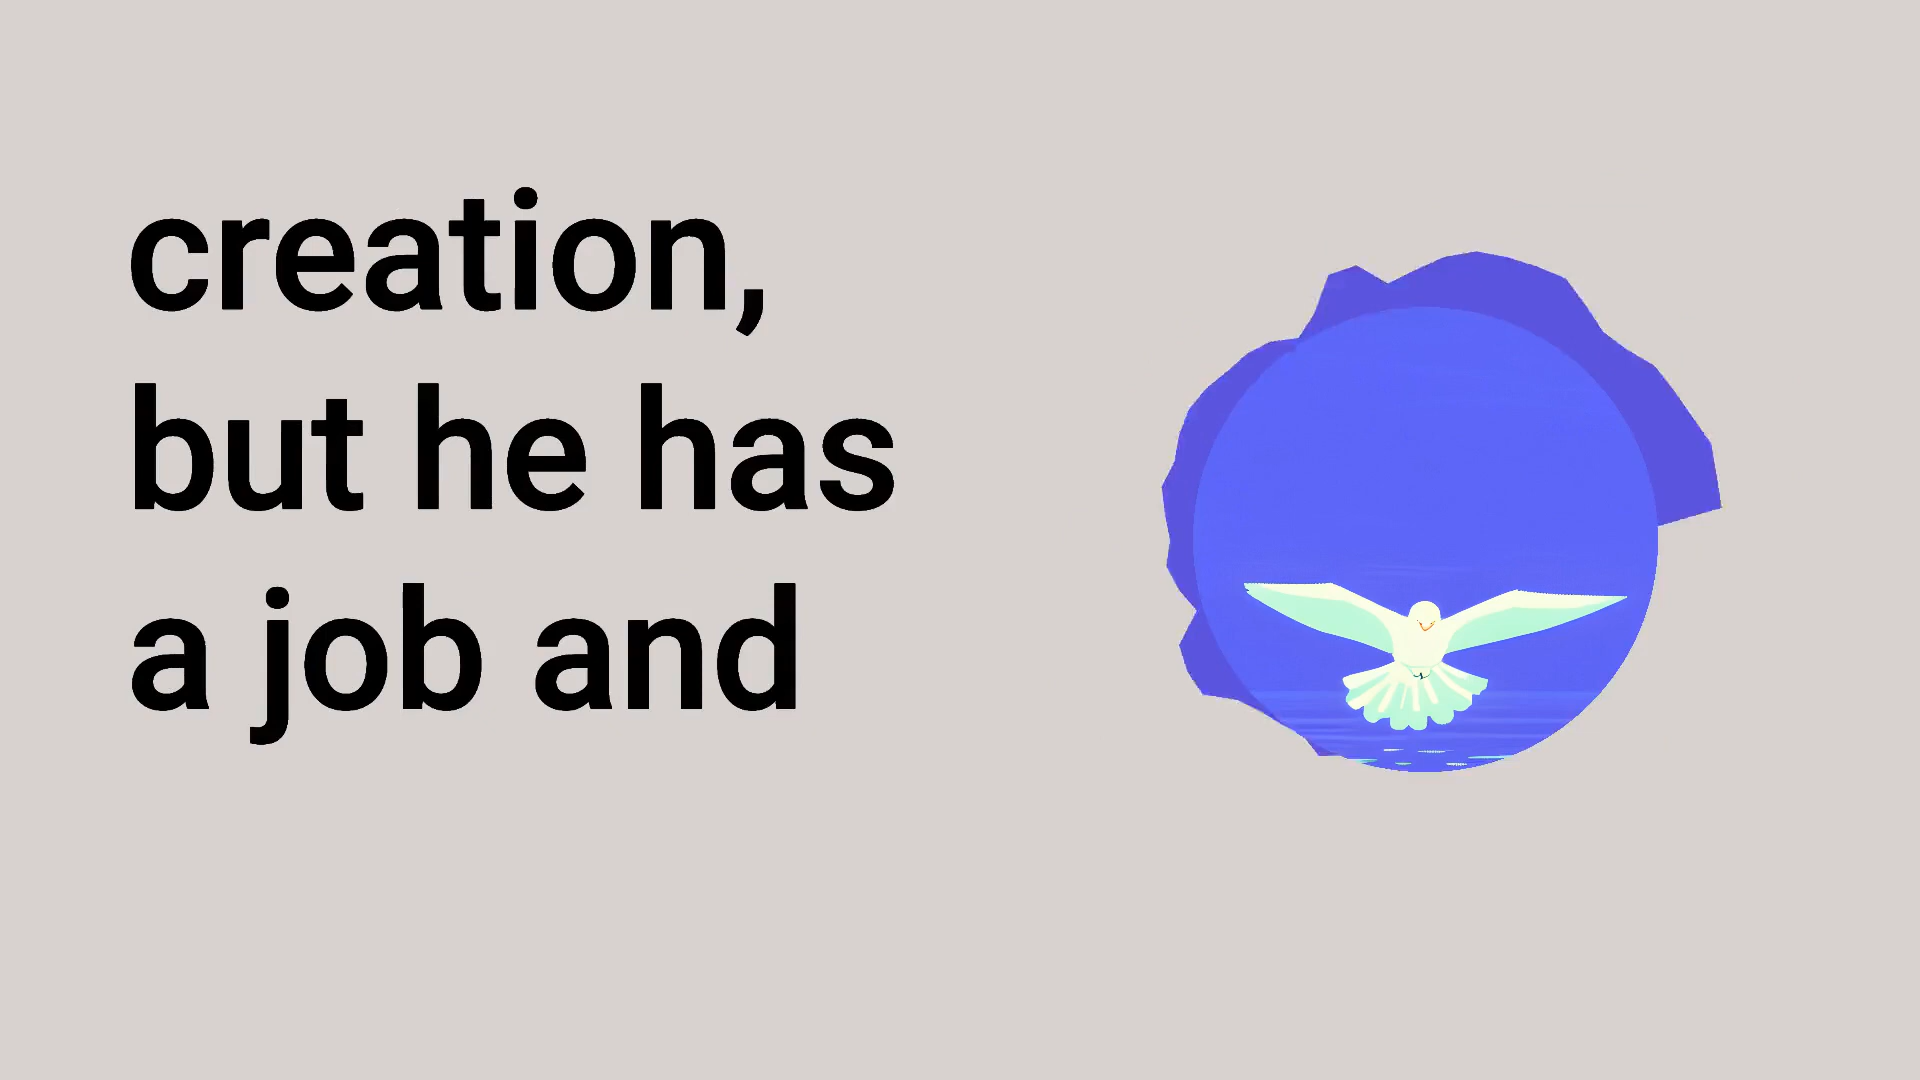 creation,
but he has
a job and